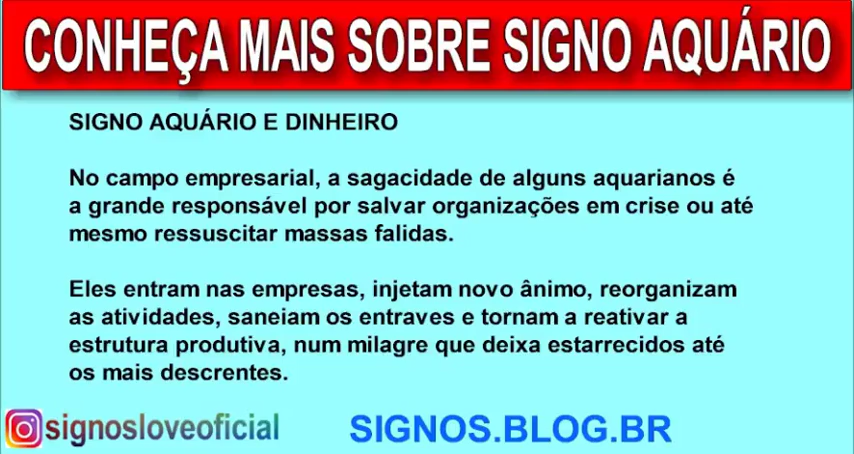 CONHEÇA MAIS SOBRE SIGNO AQUÁRIO
SIGNO AQUÁRIO E DINHEIRO
No campo empresarial, a sagacidade de alguns aquarianos é
a grande responsável por salvar organizações em crise ou até
mesmo ressuscitar massas falidas.
Eles entram nas empresas, injetam novo ânimo, reorganizam
as atividades, saneiam os entraves e tornam a reativar a
estrutura produtiva, num milagre que deixa estarrecidos até
os mais descrentes.
signosloveoficial
SIGNOS.BLOG.BR